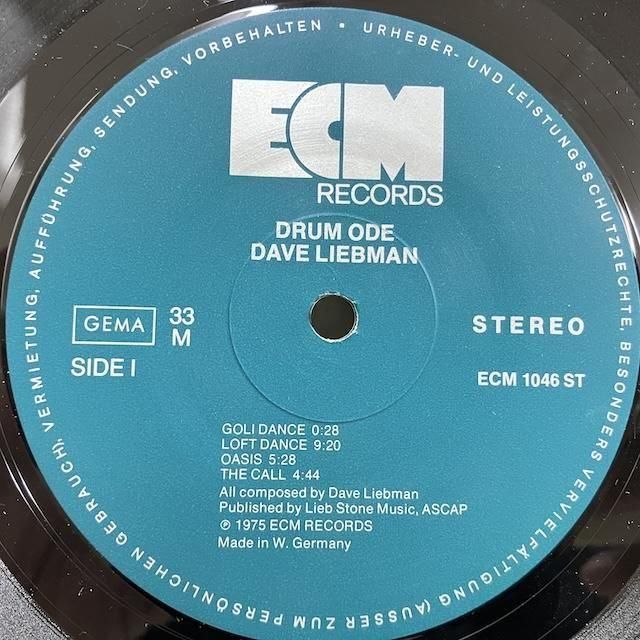 ECM
RECORDS
DRUM ODE
DAVE LIEBMAN
GEMA
33
M
STEREO
SIDE I
ECM 1046 ST
GOLI DANCE 0:28
LOFT DANCE 9:20
OASIS 5:28
THE CALL 4:44
All composed by Dave Liebman
Published by Lieb Stone Music, ASCAP
℗ 1975 ECM RECORDS
Made in W. Germany
URHEBER- UND LEISTUNGSSCHUTZRECHTE, BESONDERS VERVIELFÄLTIGUNG (AUSSER ZUM PERSÖNLICHEN GEBRAUCH), VERMIETUNG, AUFFÜHRUNG, SENDUNG, VORBEHALTEN •